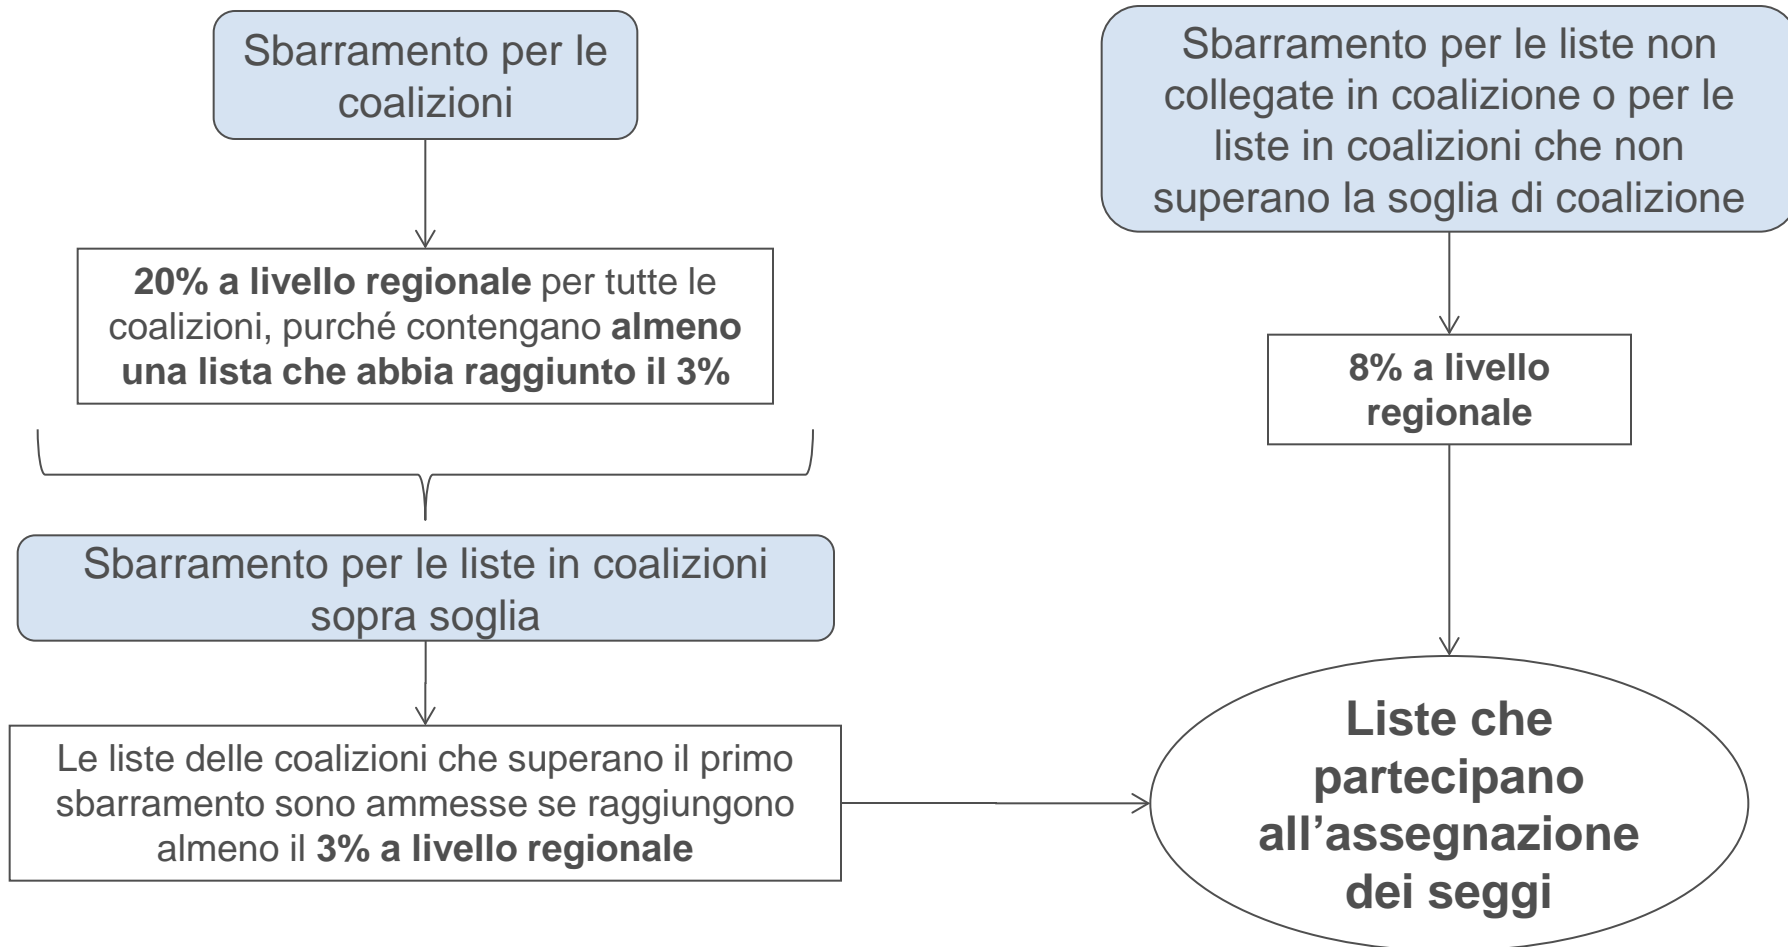 Sbarramento per le
coalizioni
20% a livello regionale per tutte le
coalizioni, purché contengano almeno
una lista che abbia raggiunto il 3%
Sbarramento per le liste in coalizioni
sopra soglia
Le liste delle coalizioni che superano il primo
sbarramento sono ammesse se raggiungono
almeno il 3% a livello regionale
Sbarramento per le liste non
collegate in coalizione o per le
liste in coalizioni che non
superano la soglia di coalizione
8% a livello
regionale
Liste che
partecipano
all’assegnazione
dei seggi